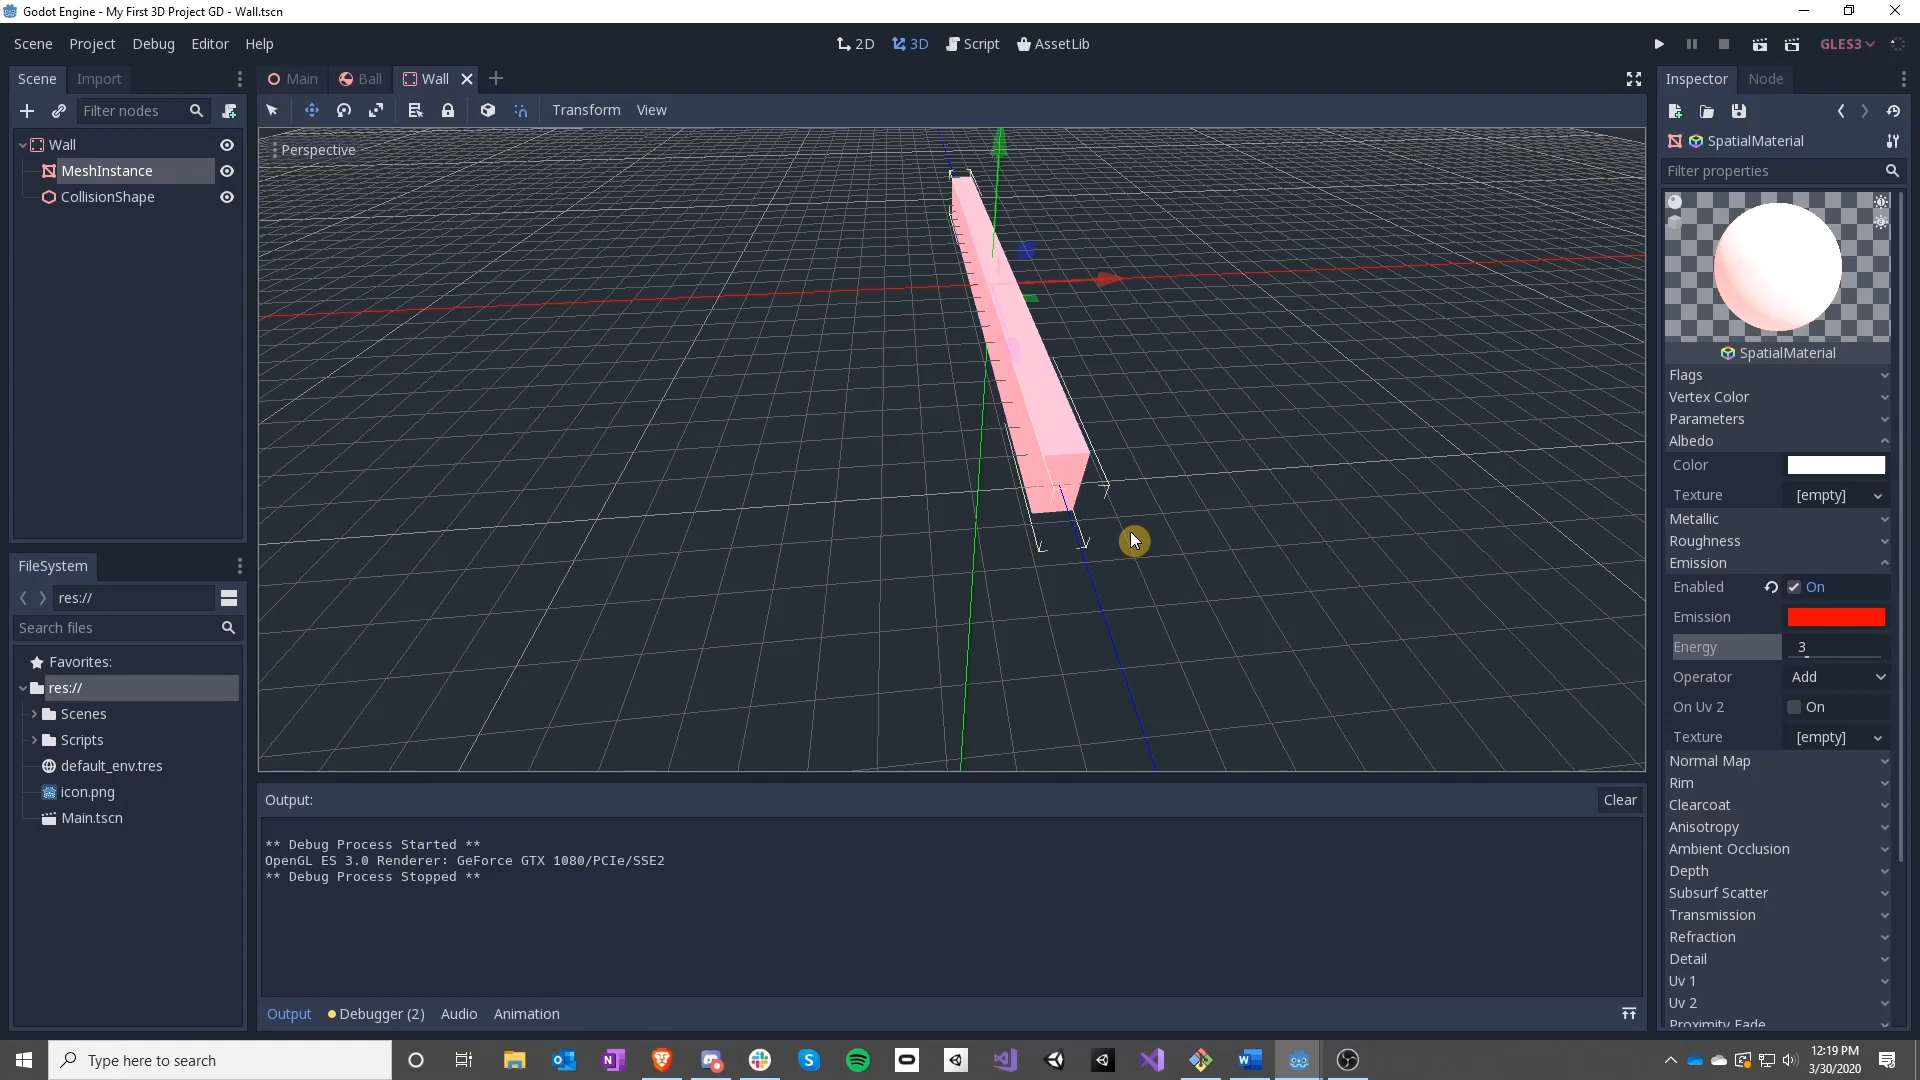 Godot Engine - My First 3D Project GD - Wall.tscn
Scene Project Debug Editor Help
2D 3D Script AssetLib
GLES3
Scene Import
Main Ball Wall
Inspector Node
Filter nodes
Transform View
Wall
MeshInstance
CollisionShape
Perspective
SpatialMaterial
Filter properties
SpatialMaterial
Flags
Vertex Color
Parameters
Albedo
Color
Texture [empty]
Metallic
Roughness
Emission
Enabled On
Emission
Energy 3
Operator Add
On Uv 2 On
Texture [empty]
Normal Map
Rim
Clearcoat
Anisotropy
Ambient Occlusion
Depth
Subsurf Scatter
Transmission
Refraction
Detail
Uv 1
Uv 2
Proximity Fade
FileSystem
res://
Search files
Favorites:
res://
Scenes
Scripts
default_env.tres
icon.png
Main.tscn
Output:
Clear
** Debug Process Started **
OpenGL ES 3.0 Renderer: GeForce GTX 1080/PCIe/SSE2
** Debug Process Stopped **
Output Debugger (2) Audio Animation
Type here to search
12:19 PM
3/30/2020